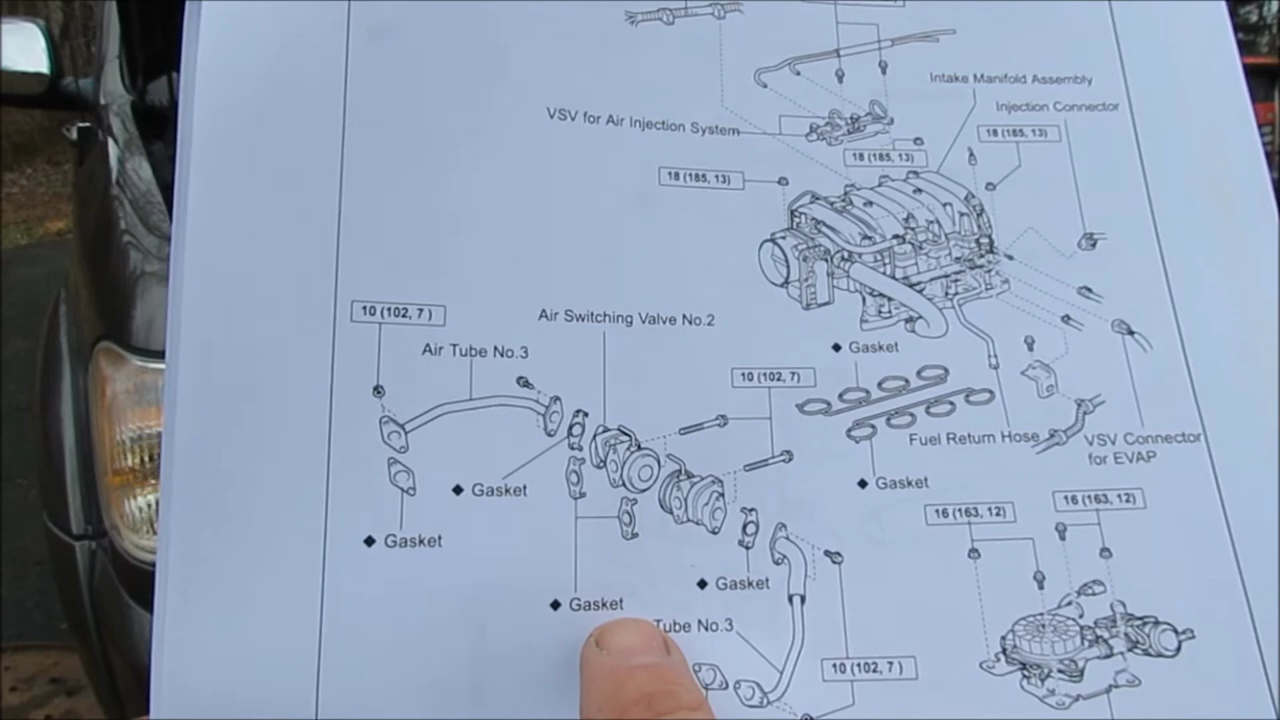 Intake Manifold Assembly
Injection Connector
VSV for Air Injection System
18 (185, 13)
18 (185, 13)
18 (185, 13)
10 (102, 7 )
Air Switching Valve No.2
Air Tube No.3
◆ Gasket
10 (102, 7)
Fuel Return Hose
VSV Connector
for EVAP
◆ Gasket
◆ Gasket
16 (163, 12)
16 (163, 12)
◆ Gasket
◆ Gasket
◆ Gasket
Tube No.3
10 (102, 7 )